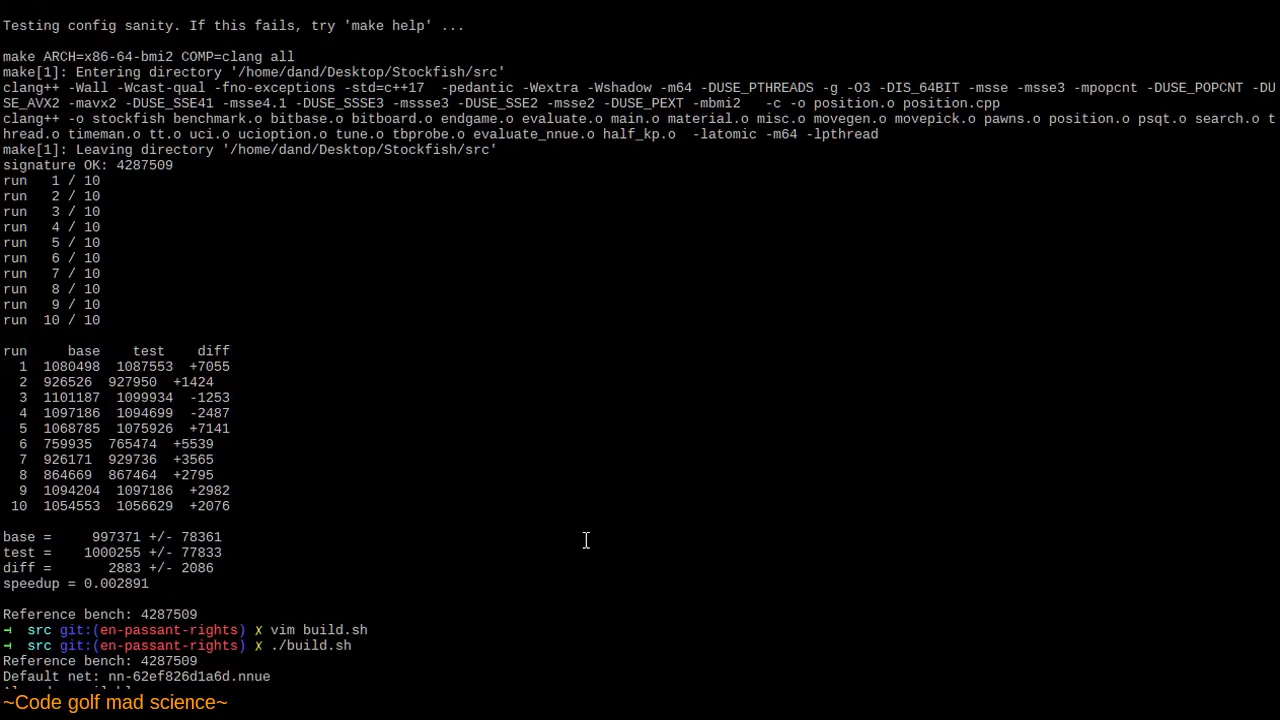 Testing config sanity. If this fails, try 'make help' ...
make ARCH=x86-64-bmi2 COMP=clang all
make[1]: Entering directory '/home/dand/Desktop/Stockfish/src'
clang++ -Wall -Wcast-qual -fno-exceptions -std=c++17  -pedantic -Wextra -Wshadow -m64 -DUSE_PTHREADS -g -O3 -DIS_64BIT -msse -msse3 -mpopcnt -DUSE_POPCNT -DU
SE_AVX2 -mavx2 -DUSE_SSE41 -msse4.1 -DUSE_SSSE3 -mssse3 -DUSE_SSE2 -msse2 -DUSE_PEXT -mbmi2   -c -o position.o position.cpp
clang++ -o stockfish benchmark.o bitbase.o bitboard.o endgame.o evaluate.o main.o material.o misc.o movegen.o movepick.o pawns.o position.o psqt.o search.o t
hread.o timeman.o tt.o uci.o ucioption.o tune.o tbprobe.o evaluate_nnue.o half_kp.o  -latomic -m64 -lpthread
make[1]: Leaving directory '/home/dand/Desktop/Stockfish/src'
signature OK: 4287509
run   1 / 10
run   2 / 10
run   3 / 10
run   4 / 10
run   5 / 10
run   6 / 10
run   7 / 10
run   8 / 10
run   9 / 10
run  10 / 10
run     base    test    diff
  1  1080498  1087553  +7055
  2  926526  927950  +1424
  3  1101187  1099934  -1253
  4  1097186  1094699  -2487
  5  1068785  1075926  +7141
  6  759935  765474  +5539
  7  926171  929736  +3565
  8  864669  867464  +2795
  9  1094204  1097186  +2982
 10  1054553  1056629  +2076
base =     997371 +/- 78361
test =    1000255 +/- 77833
diff =       2883 +/- 2086
speedup = 0.002891
Reference bench: 4287509
⊣  src git:(en-passant-rights) ✗ vim build.sh
⊣  src git:(en-passant-rights) ✗ ./build.sh
Reference bench: 4287509
Default net: nn-62ef826d1a6d.nnue
~Code golf mad science~